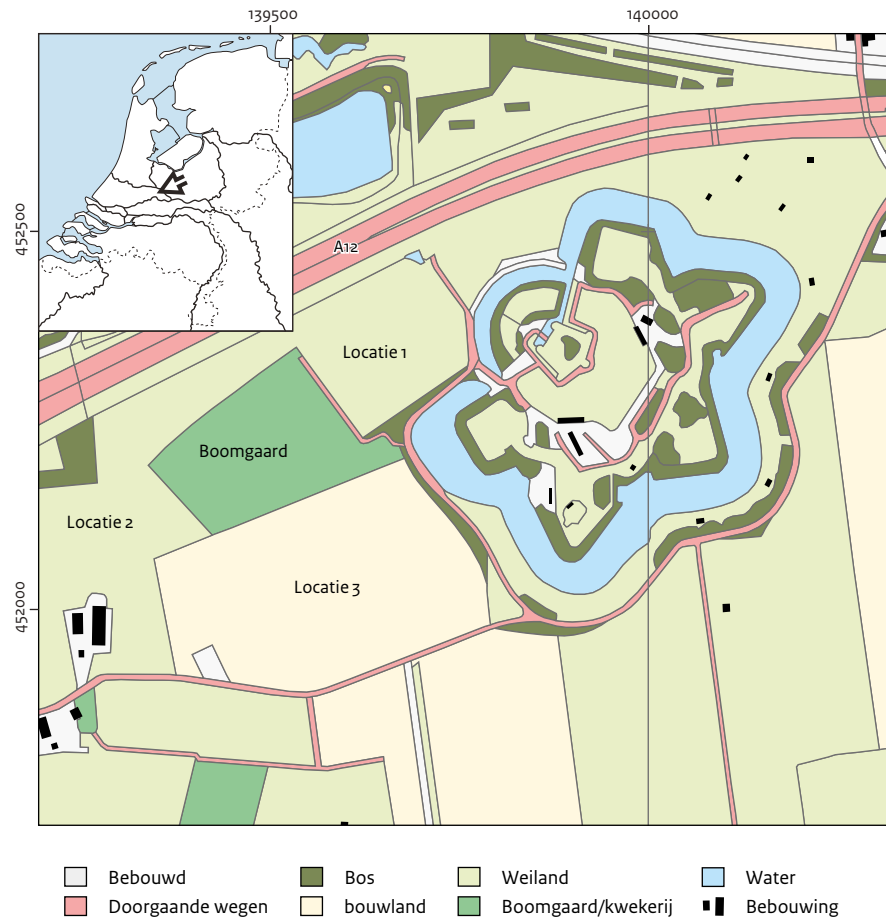 139500
140000
452500
A12
Locatie 1
Boomgaard
Locatie 2
Locatie 3
452000
Bebouwd
Bos
Weiland
Water
Doorgaande wegen
bouwland
Boomgaard/kwekerij
Bebouwing